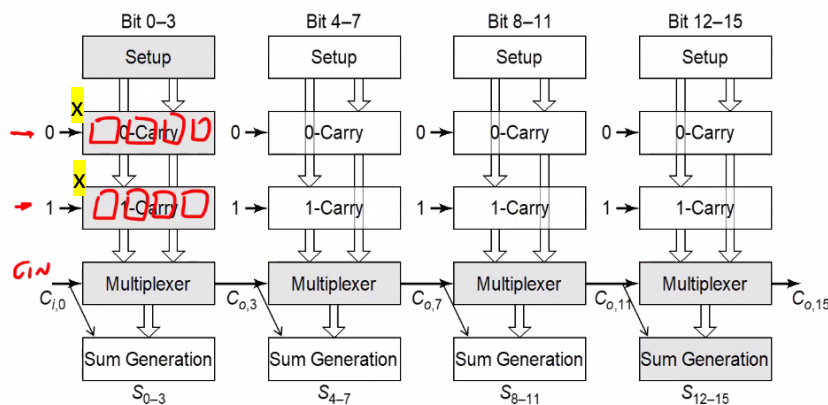 Bit 0–3 Bit 4–7 Bit 8–11 Bit 12–15
Setup Setup Setup Setup
X
0 0-Carry 0 0-Carry 0 0-Carry 0 0-Carry
X
1 1-Carry 1 1-Carry 1 1-Carry 1 1-Carry
CIN
Multiplexer Multiplexer Multiplexer Multiplexer
Ci,0 Co,3 Co,7 Co,11 Co,15
Sum Generation Sum Generation Sum Generation Sum Generation
S0–3 S4–7 S8–11 S12–15